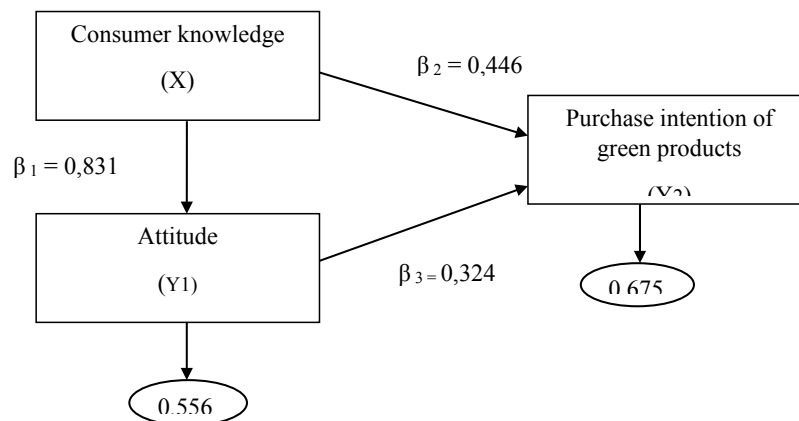 Consumer knowledge
(X)
β 2 = 0,446
Purchase intention of
green products
(Y2)
β 1 = 0,831
Attitude
(Y1)
β 3 = 0,324
0.675
0.556